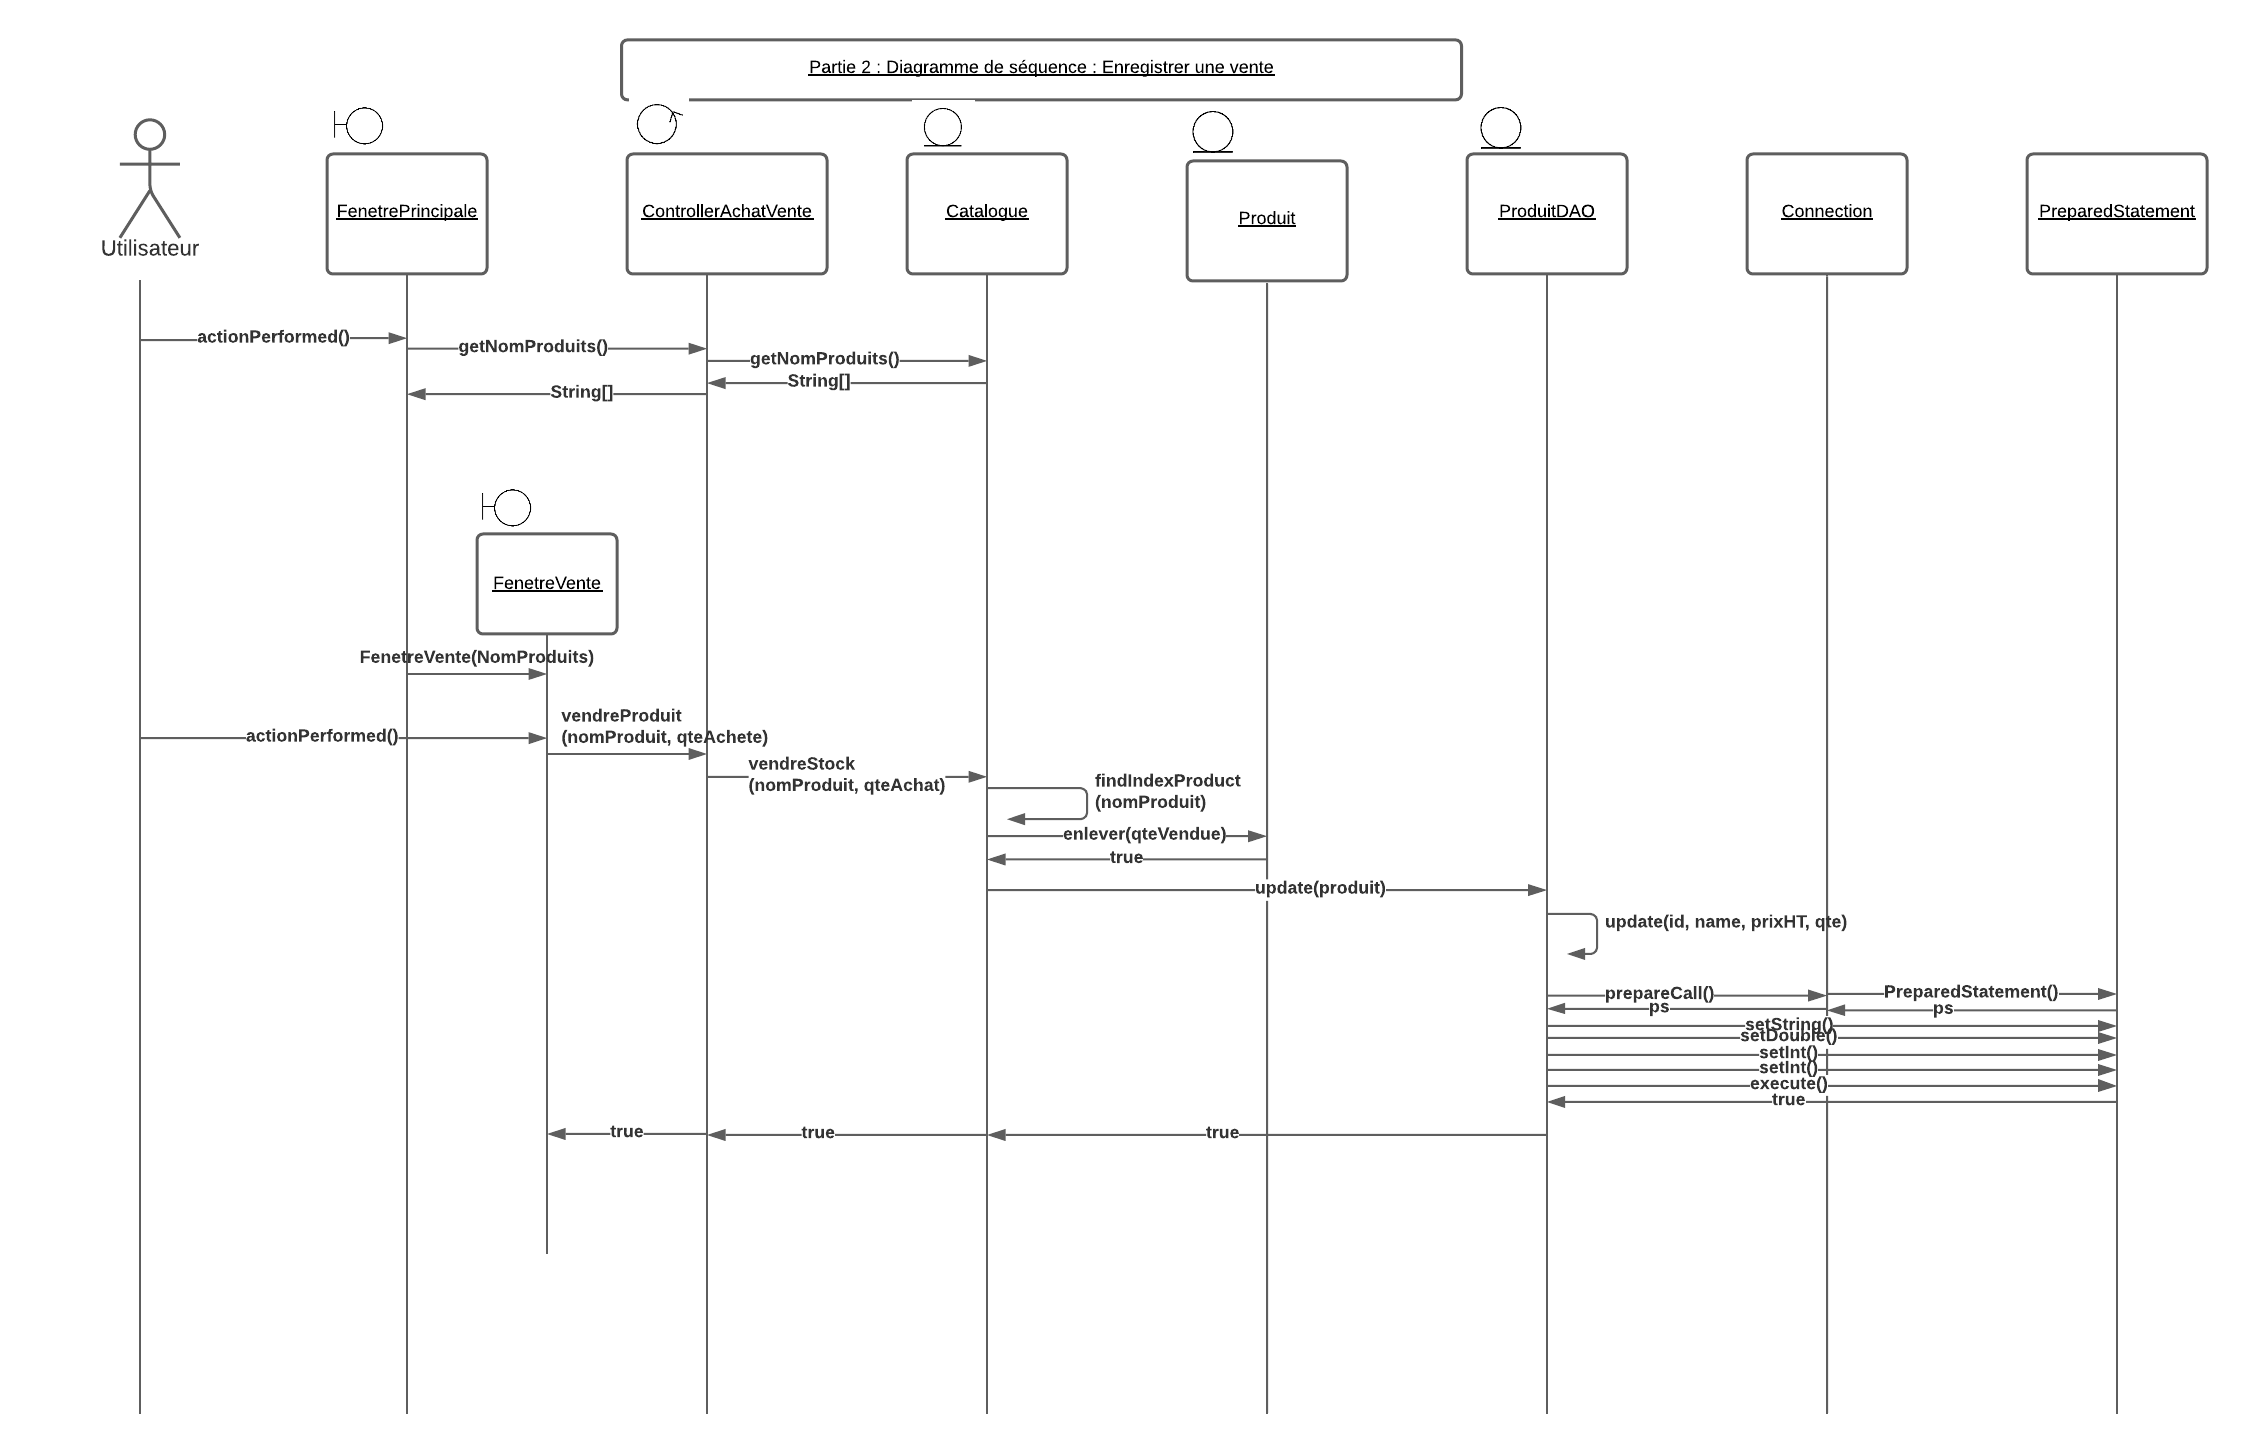 Partie 2 : Diagramme de séquence : Enregistrer une vente
Utilisateur
FenetrePrincipale
ControllerAchatVente
Catalogue
Produit
ProduitDAO
Connection
PreparedStatement
actionPerformed()
getNomProduits()
getNomProduits()
String[]
String[]
FenetreVente
FenetreVente(NomProduits)
actionPerformed()
vendreProduit
(nomProduit, qteAchete)
vendreStock
(nomProduit, qteAchat)
findIndexProduct
(nomProduit)
enlever(qteVendue)
true
update(produit)
update(id, name, prixHT, qte)
prepareCall()
PreparedStatement()
ps
ps
setString()
setDouble()
setInt()
setInt()
execute()
true
true
true
true